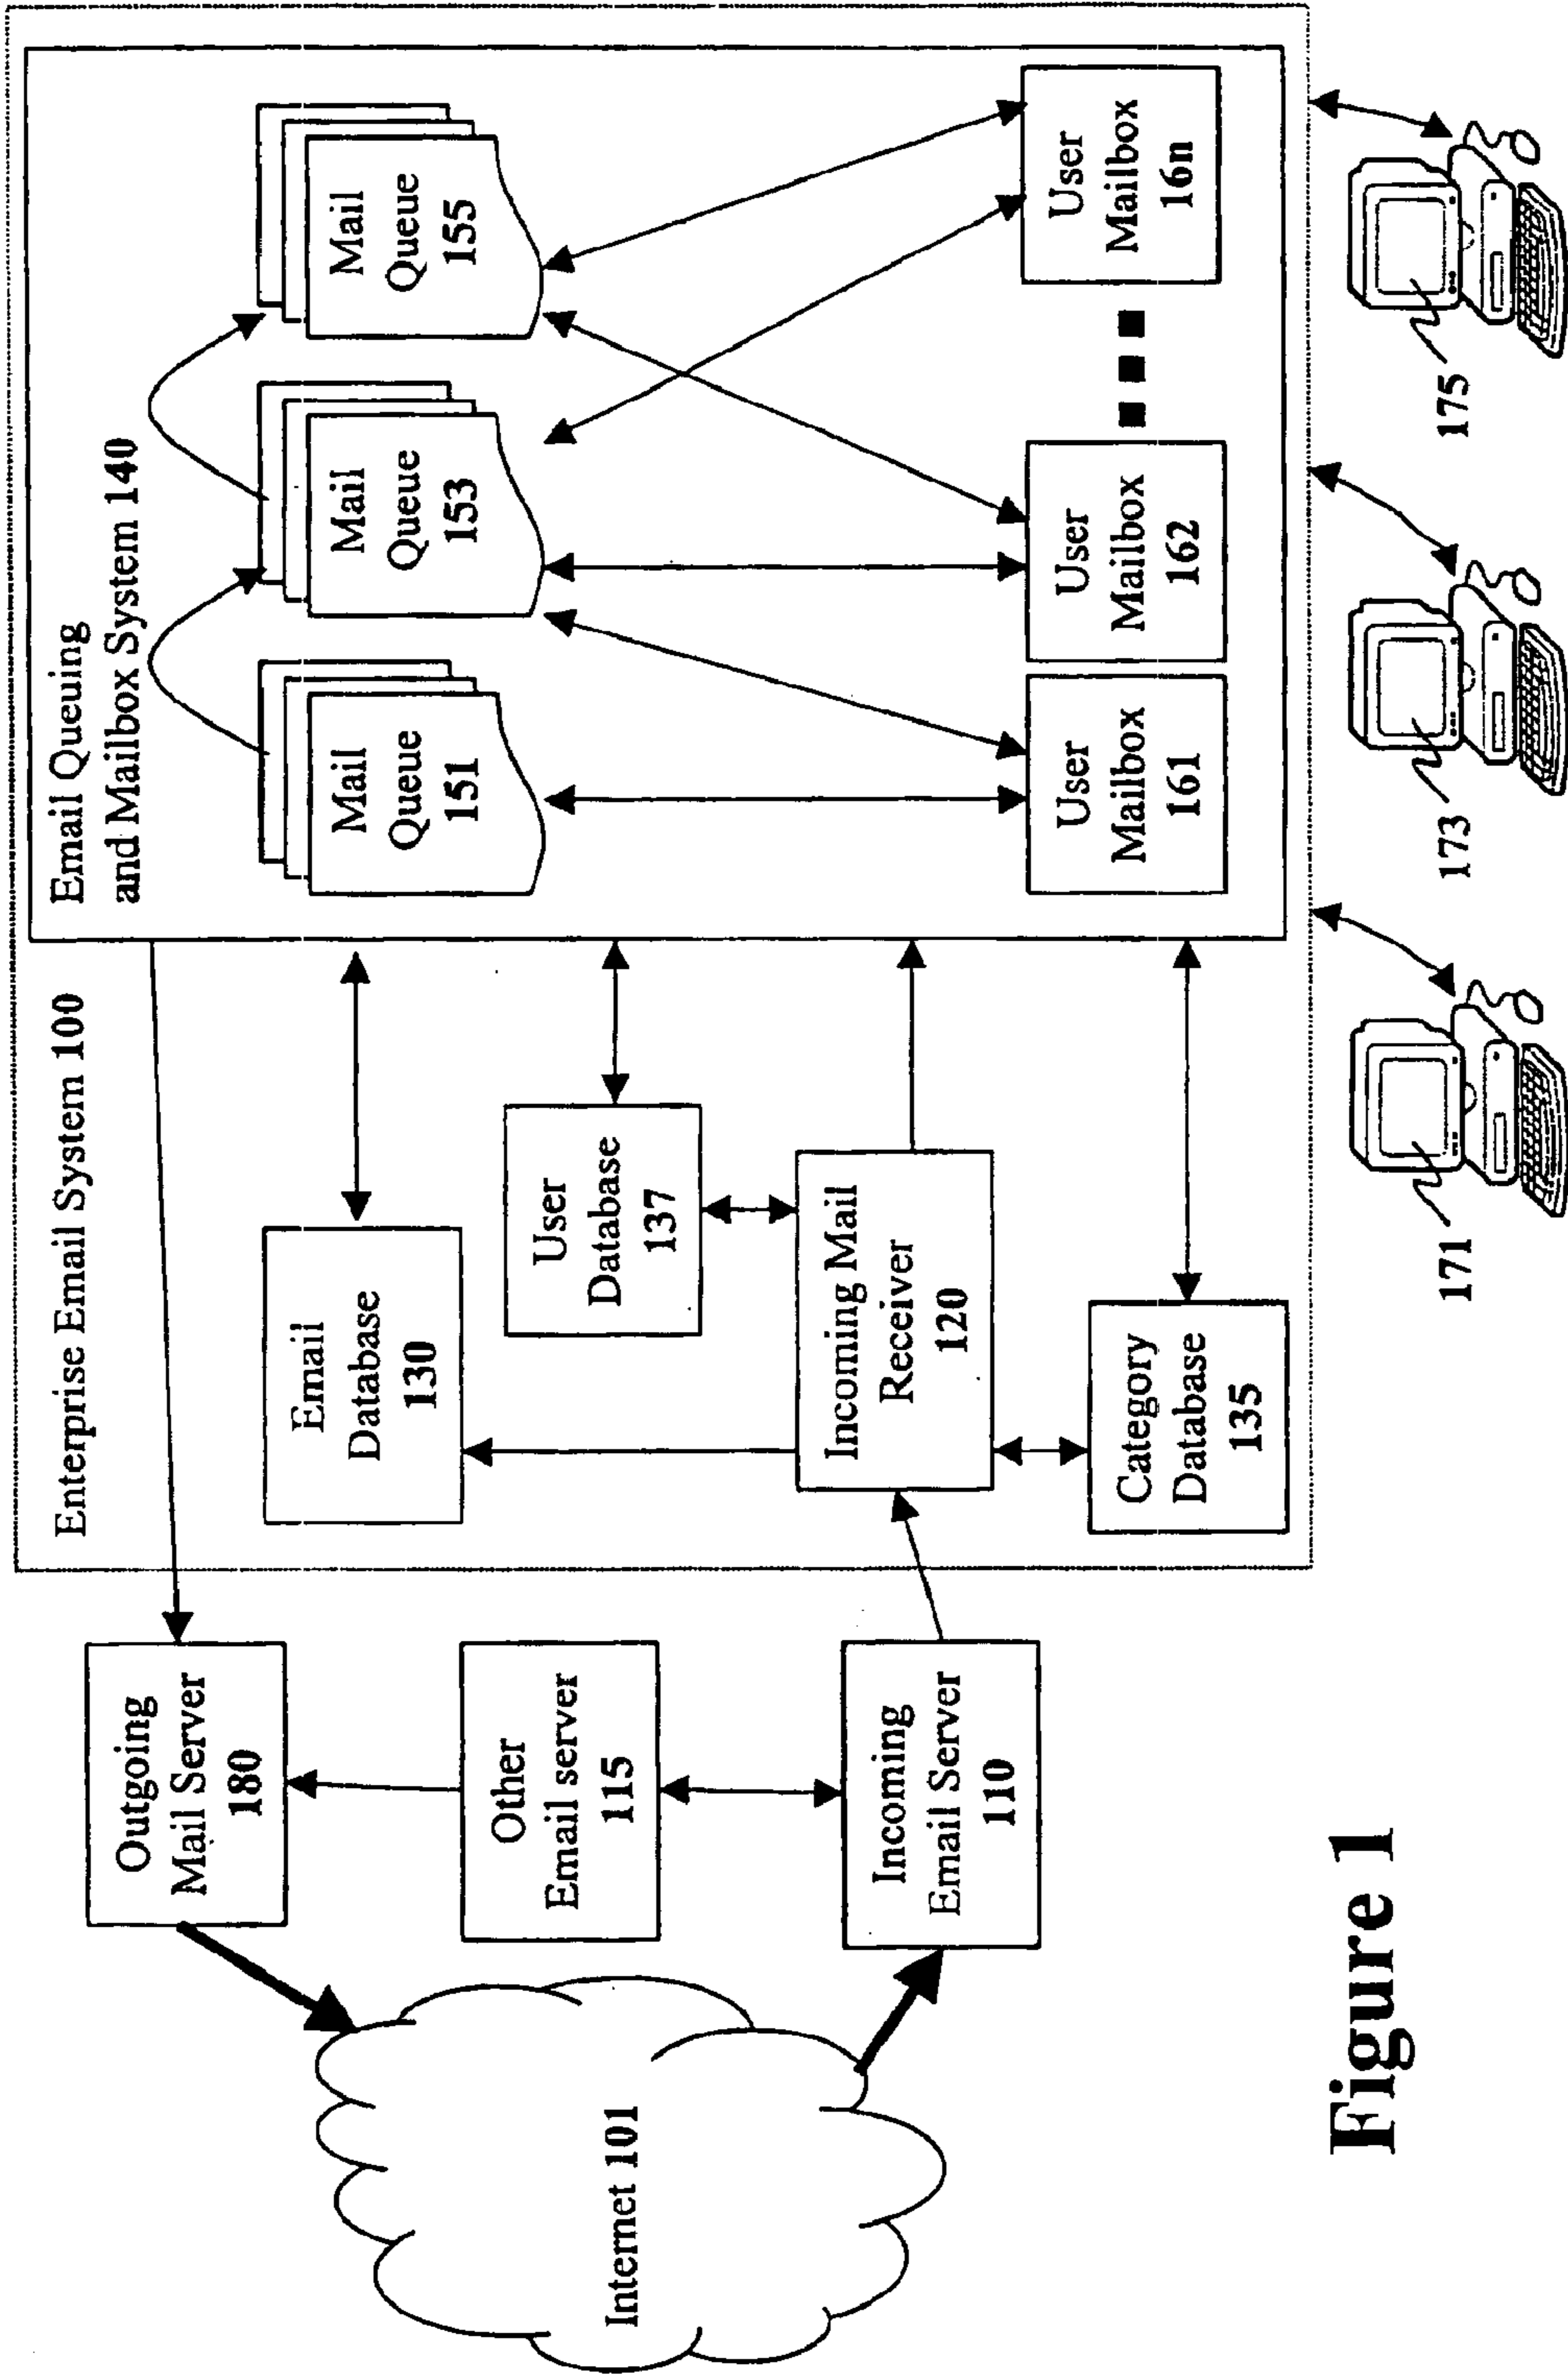 Enterprise Email System 100
Email Queuing
and Mailbox System 140
Outgoing
Mail Server
180
Other
Email server
115
Incoming
Email Server
110
Internet 101
Email
Database
130
User
Database
137
Incoming Mail
Receiver
120
Category
Database
135
Mail
Queue
151
Mail
Queue
153
Mail
Queue
155
User
Mailbox
161
User
Mailbox
162
User
Mailbox
16n
171
173
175
Figure 1